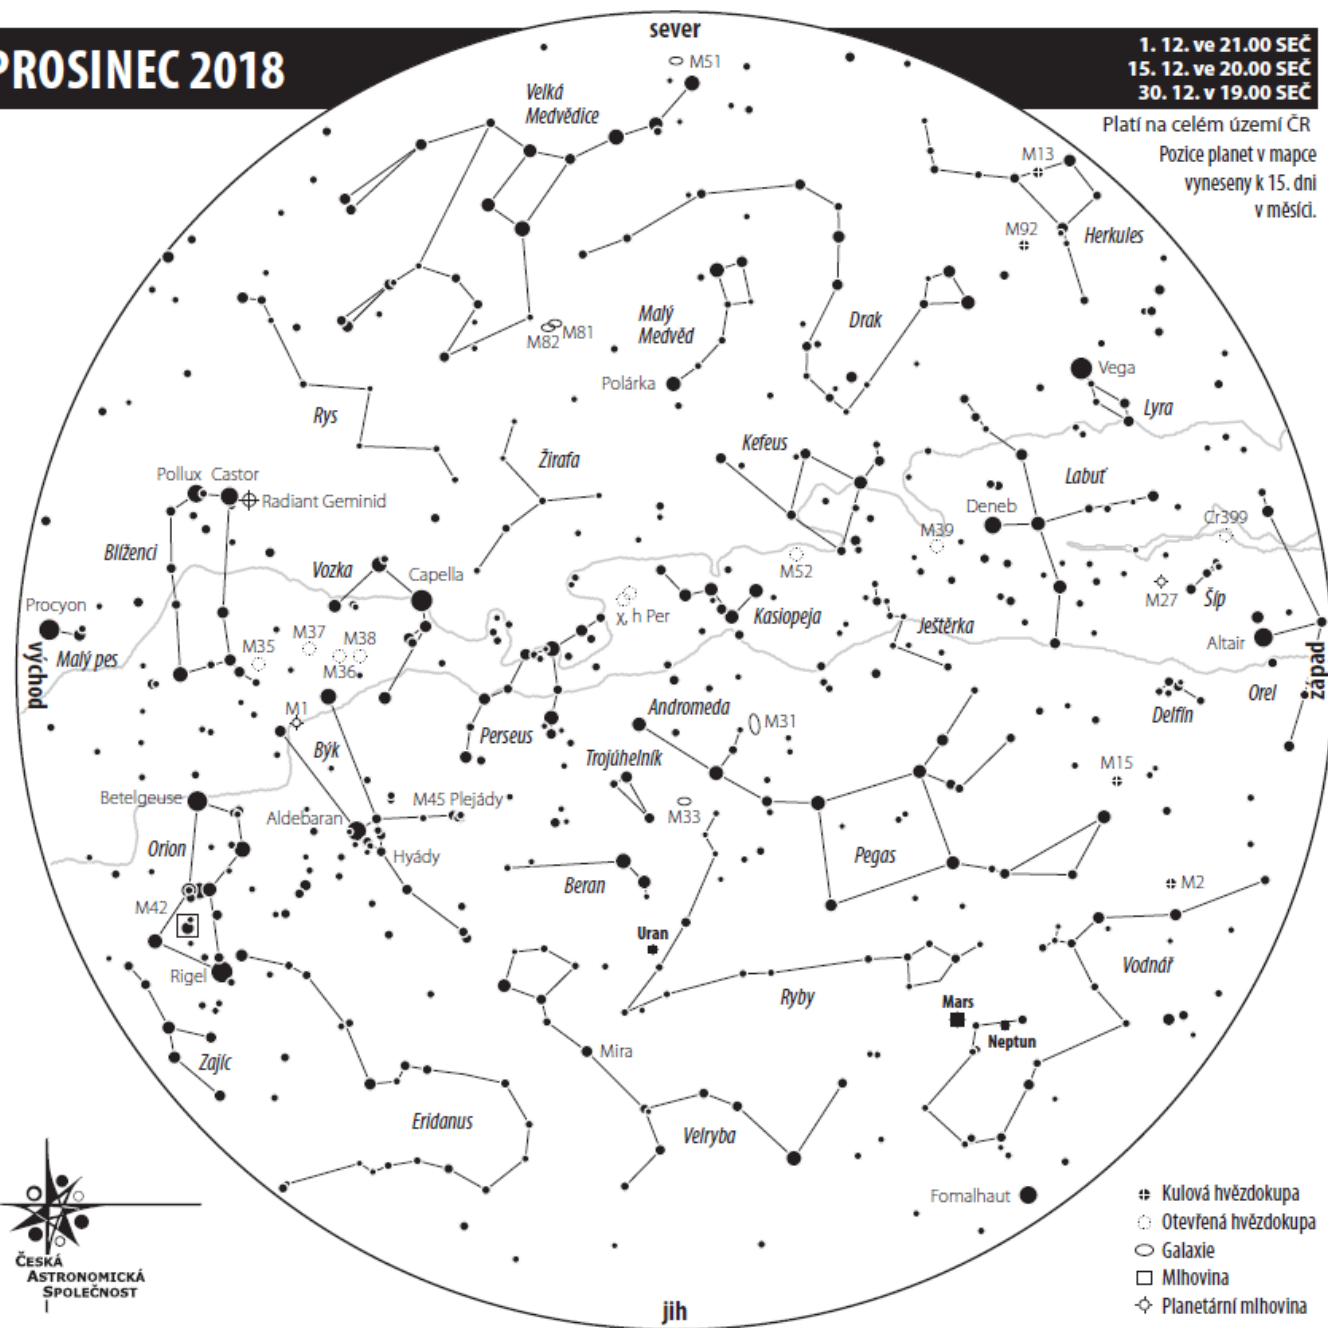 PROSINEC 2018
sever
1. 12. ve 21.00 SEČ
15. 12. ve 20.00 SEČ
30. 12. v 19.00 SEČ
Platí na celém území ČR
Pozice planet v mapce
vyneseny k 15. dni
v měsíci.
M51
Velká
Medvědice
M13
M92
Herkules
M81
M82
Malý
Medvěd
Drak
Polárka
Vega
Lyra
Rys
Žirafa
Kefeus
Labuť
Pollux
Castor
Radiant Geminid
Deneb
M39
Cr399
Blíženci
Vozka
Capella
M52
M27
Šíp
Procyon
Malý pes
východ
χ, h Per
Kasiopeja
Ještěrka
Altair
západ
M35
M37
M38
M36
Orel
Delfín
M1
Býk
Perseus
Andromeda
M31
Trojúhelník
M15
Betelgeuse
Aldebaran
M45 Plejády
M33
Orion
Hyády
Beran
Pegas
M2
M42
Uran
Vodnář
Rigel
Ryby
Mars
Neptun
Zajíc
Mira
Eridanus
Velryba
Fomalhaut
jih
ČESKÁ
ASTRONOMICKÁ
SPOLEČNOST
Kulová hvězdokupa
Otevřená hvězdokupa
Galaxie
Mlhovina
Planetární mlhovina